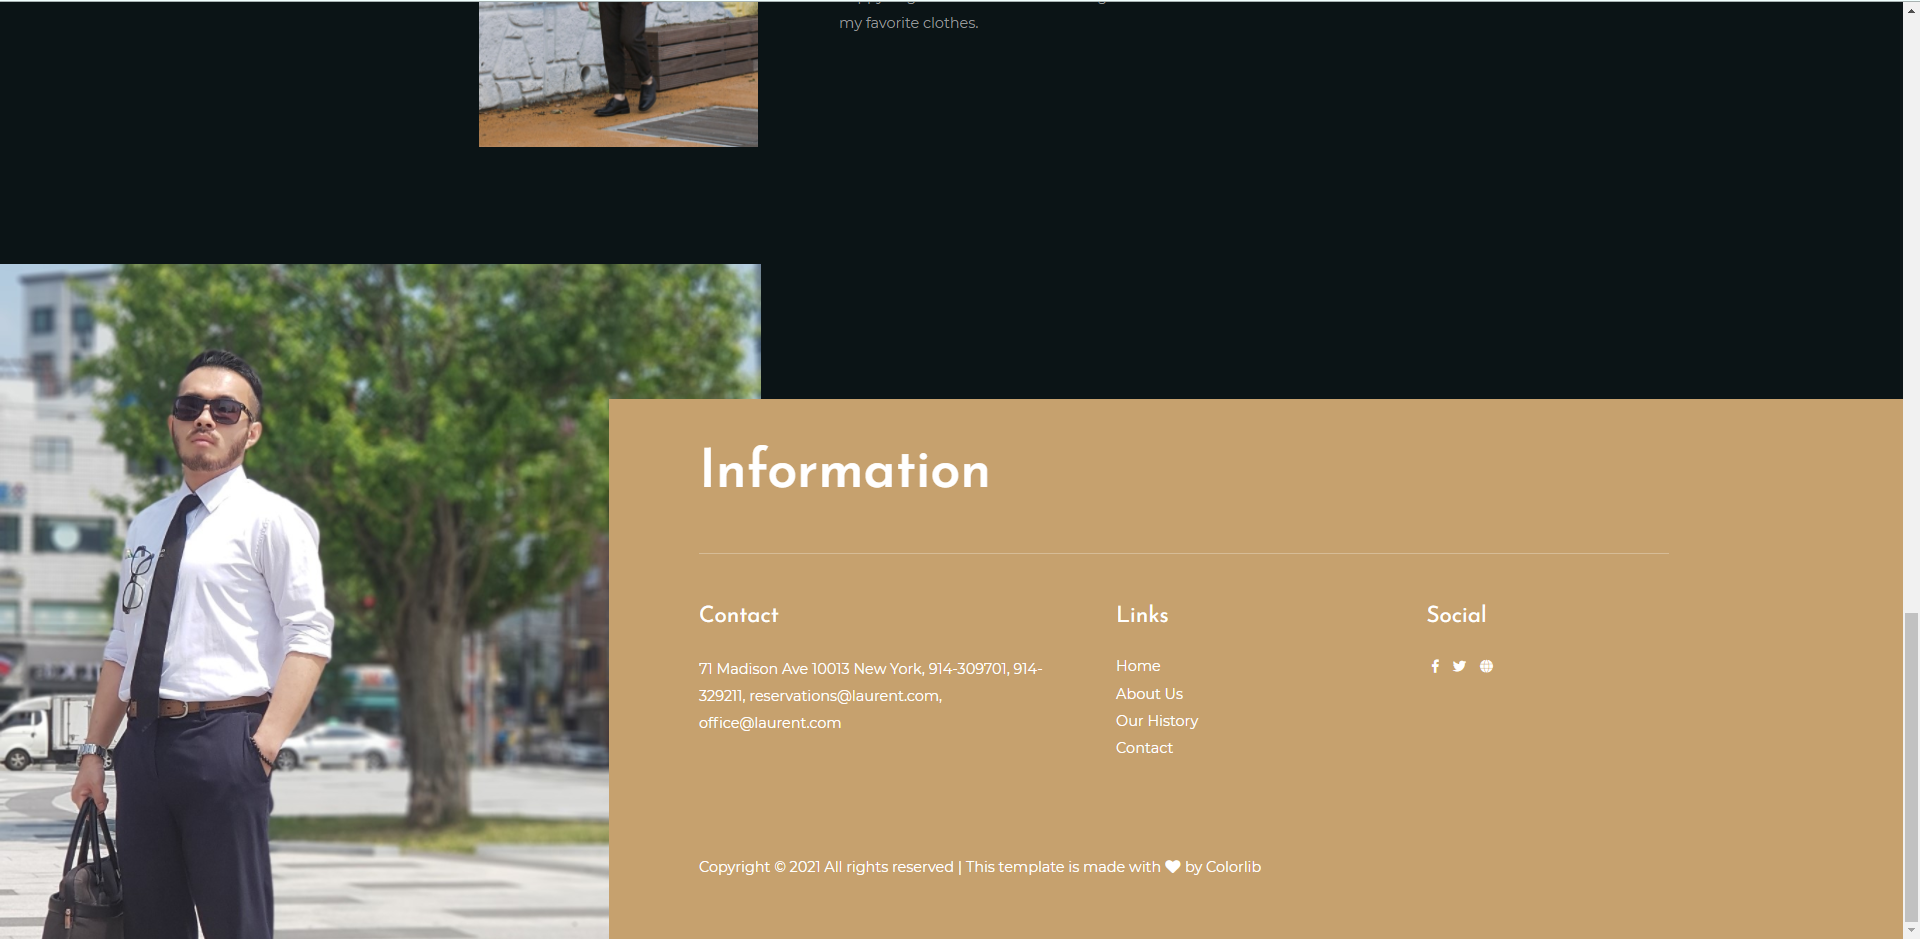 my favorite clothes.
Information
Contact
71 Madison Ave 10013 New York, 914-309701, 914-
329211, reservations@laurent.com,
office@laurent.com
Links
Home
About Us
Our History
Contact
Social
Copyright © 2021 All rights reserved | This template is made with ♥ by Colorlib